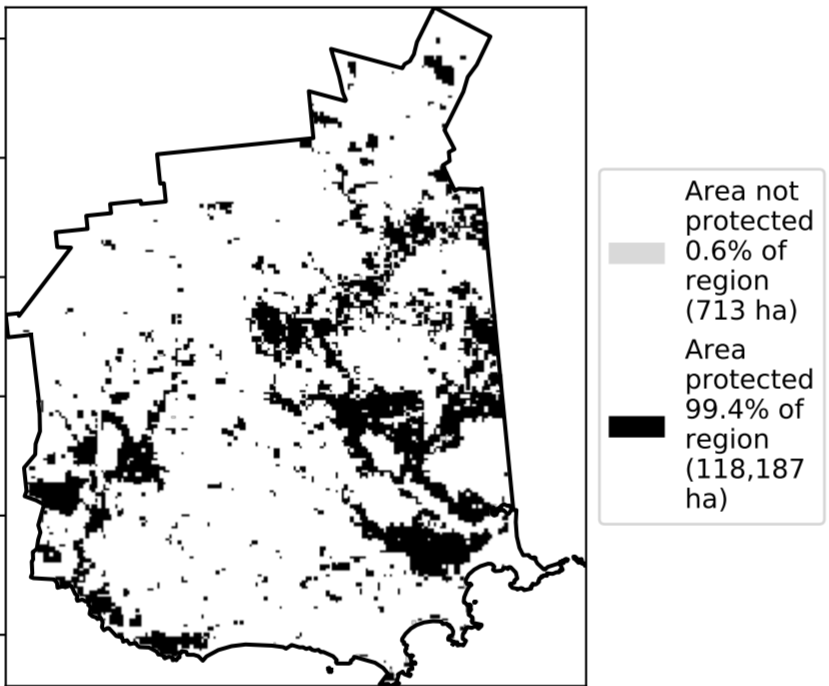 Area not
protected
0.6% of
region
(713 ha)
Area
protected
99.4% of
region
(118,187
ha)